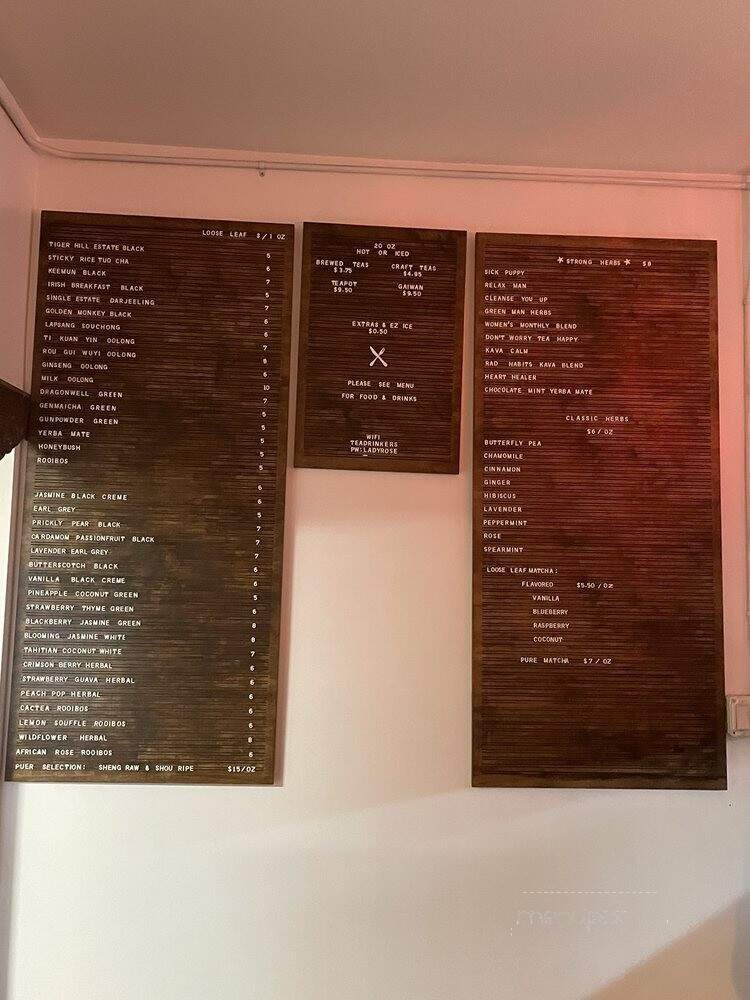 LOOSE LEAF $/1 OZ
TIGER HILL ESTATE BLACK 5
STICKY RICE TUO CHA 6
KEEMUN BLACK 7
IRISH BREAKFAST BLACK 5
SINGLE ESTATE DARJEELING 7
GOLDEN MONKEY BLACK 6
LAPSANG SOUCHONG 6
TI KUAN YIN OOLONG 7
ROU GUI WUYI OOLONG 8
GINSENG OOLONG 6
MILK OOLONG 10
DRAGONWELL GREEN 7
GENMAICHA GREEN 5
GUNPOWDER GREEN 5
YERBA MATE 5
HONEYBUSH 5
ROOIBOS 5
6
JASMINE BLACK CREME 6
EARL GREY 5
PRICKLY PEAR BLACK 7
CARDAMOM PASSIONFRUIT BLACK 7
LAVENDER EARL GREY 7
BUTTERSCOTCH BLACK 6
VANILLA BLACK CREME 6
PINEAPPLE COCONUT GREEN 5
STRAWBERRY THYME GREEN 6
BLACKBERRY JASMINE GREEN 8
BLOOMING JASMINE WHITE 8
TAHITIAN COCONUT WHITE 7
CRIMSON BERRY HERBAL 6
STRAWBERRY GUAVA HERBAL 6
PEACH POP HERBAL 6
CACTEA ROOIBOS 6
LEMON SOUFFLE ROOIBOS 6
WILDFLOWER HERBAL 8
AFRICAN ROSE ROOIBOS 6
PUER SELECTION: SHENG RAW & SHOU RIPE $15/OZ
20 OZ
HOT OR ICED
BREWED TEAS CRAFT TEAS
$3.75 $4.85
TEAPOT GAIWAN
$9.50 $9.50
EXTRAS & EZ ICE
$0.50
PLEASE SEE MENU
FOR FOOD & DRINKS
WIFI
TEADRINKERS
PW:LADYROSE
STRONG HERBS $8
SICK PUPPY
RELAX MAN
CLEANSE YOU UP
GREEN MAN HERBS
WOMEN'S MONTHLY BLEND
DON'T WORRY TEA HAPPY
KAVA CALM
RAD HABITS KAVA BLEND
HEART HEALER
CHOCOLATE MINT YERBA MATE
CLASSIC HERBS
$6/OZ
BUTTERFLY PEA
CHAMOMILE
CINNAMON
GINGER
HIBISCUS
LAVENDER
PEPPERMINT
ROSE
SPEARMINT
LOOSE LEAF MATCHA:
FLAVORED $5.50 / OZ
VANILLA
BLUEBERRY
RASPBERRY
COCONUT
PURE MATCHA $7 / OZ